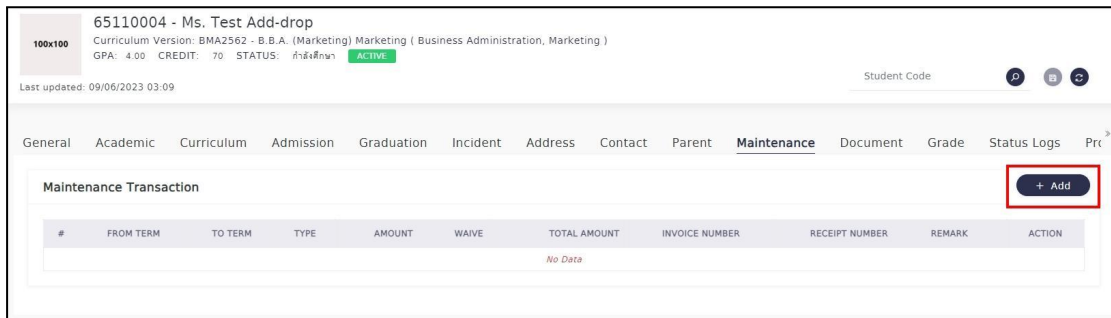 65110004 - Ms. Test Add-drop
100x100
Curriculum Version: BMA2562 - B.B.A. (Marketing) Marketing ( Business Administration, Marketing )
GPA: 4.00 CREDIT: 70 STATUS: กำลังศึกษา ACTIVE
Student Code
Last updated: 09/06/2023 03:09
General Academic Curriculum Admission Graduation Incident Address Contact Parent Maintenance Document Grade Status Logs Pro
Maintenance Transaction
+ Add
# FROM TERM TO TERM TYPE AMOUNT WAIVE TOTAL AMOUNT INVOICE NUMBER RECEIPT NUMBER REMARK ACTION
No Data